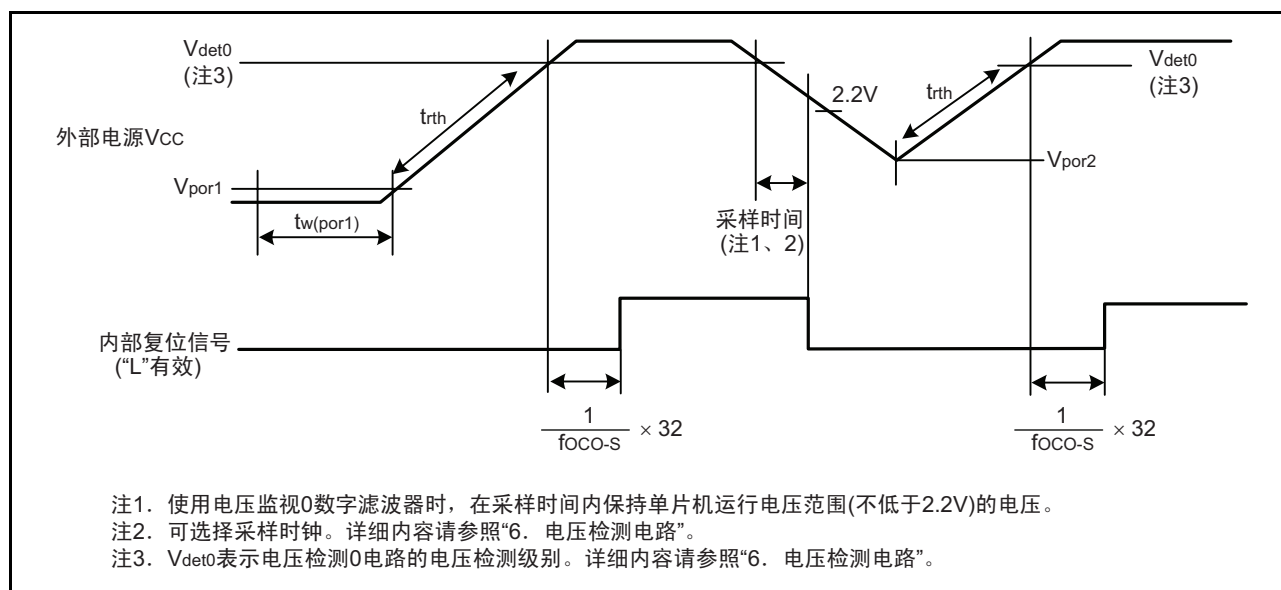 Vdet0
(注3)
trth
外部电源VCC
Vpor1
tw(por1)
2.2V
trth
Vdet0
(注3)
Vpor2
采样时间
(注1、2)
内部复位信号
(“L”有效)
1
fOCO-S
× 32
1
fOCO-S
× 32
注1. 使用电压监视0数字滤波器时，在采样时间内保持单片机运行电压范围(不低于2.2V)的电压。
注2. 可选择采样时钟。详细内容请参照“6. 电压检测电路”。
注3. Vdet0表示电压检测0电路的电压检测级别。详细内容请参照“6. 电压检测电路”。